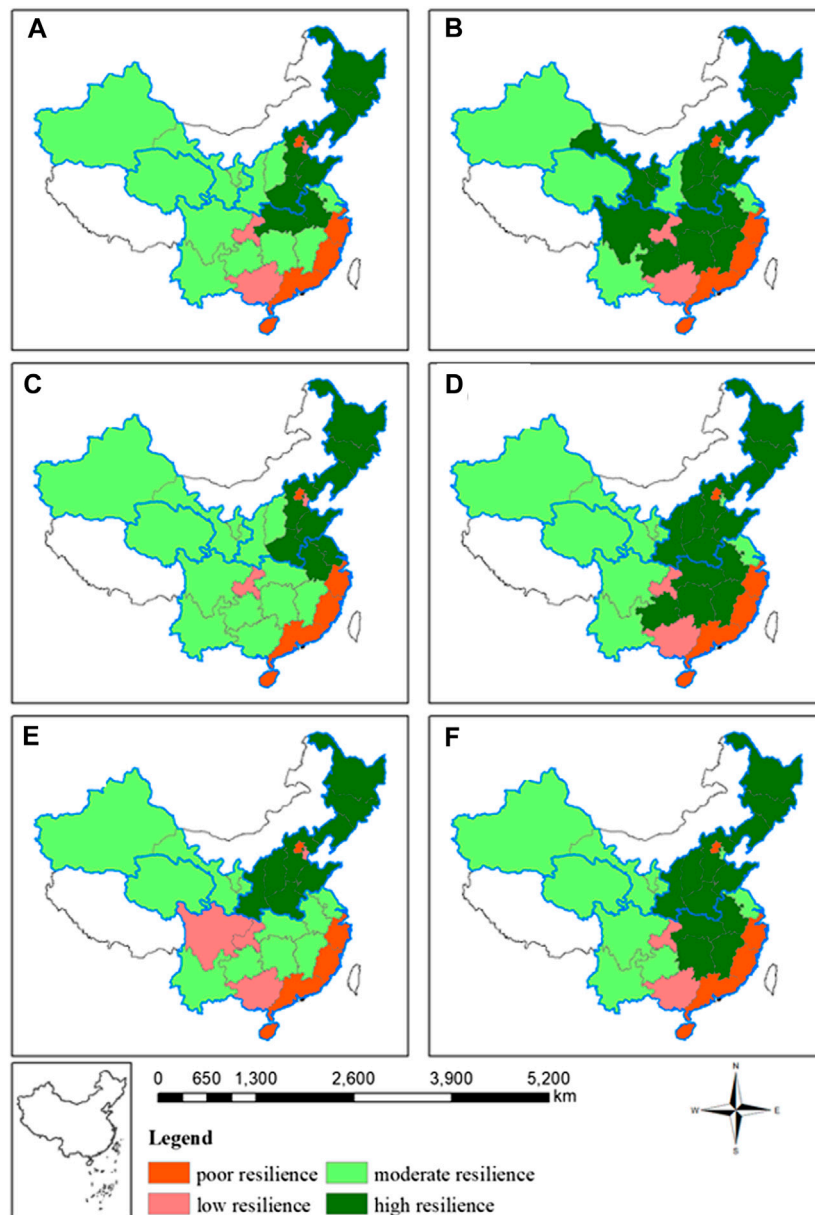 A
B
C
D
E
F
0 650 1,300 2,600 3,900 5,200
km
N
W E
S
Legend
poor resilience moderate resilience
low resilience high resilience